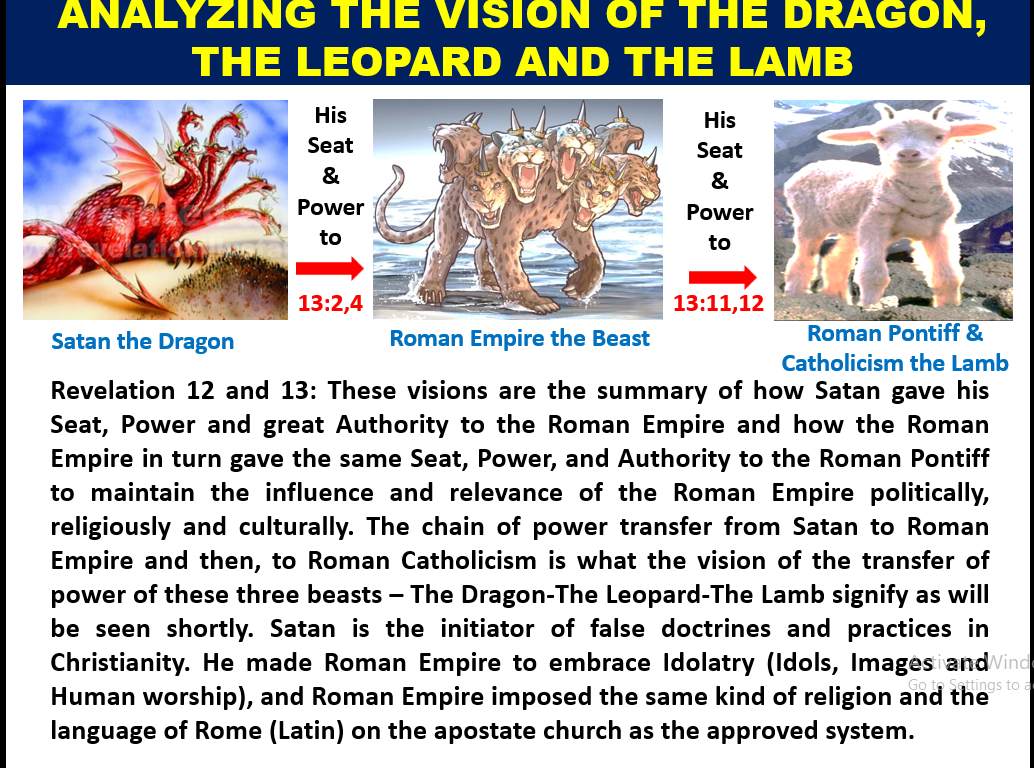 ANALYZING THE VISION OF THE DRAGON,
THE LEOPARD AND THE LAMB
His
Seat
&
Power
to
13:2,4
His
Seat
&
Power
to
13:11,12
Satan the Dragon
Roman Empire the Beast
Roman Pontiff &
Catholicism the Lamb
Revelation 12 and 13: These visions are the summary of how Satan gave his
Seat, Power and great Authority to the Roman Empire and how the Roman
Empire in turn gave the same Seat, Power, and Authority to the Roman Pontiff
to maintain the influence and relevance of the Roman Empire politically,
religiously and culturally. The chain of power transfer from Satan to Roman
Empire and then, to Roman Catholicism is what the vision of the transfer of
power of these three beasts – The Dragon-The Leopard-The Lamb signify as will
be seen shortly. Satan is the initiator of false doctrines and practices in
Christianity. He made Roman Empire to embrace Idolatry (Idols, Images and
Human worship), and Roman Empire imposed the same kind of religion and the
language of Rome (Latin) on the apostate church as the approved system.
Activate Wind
Go to Settings to a